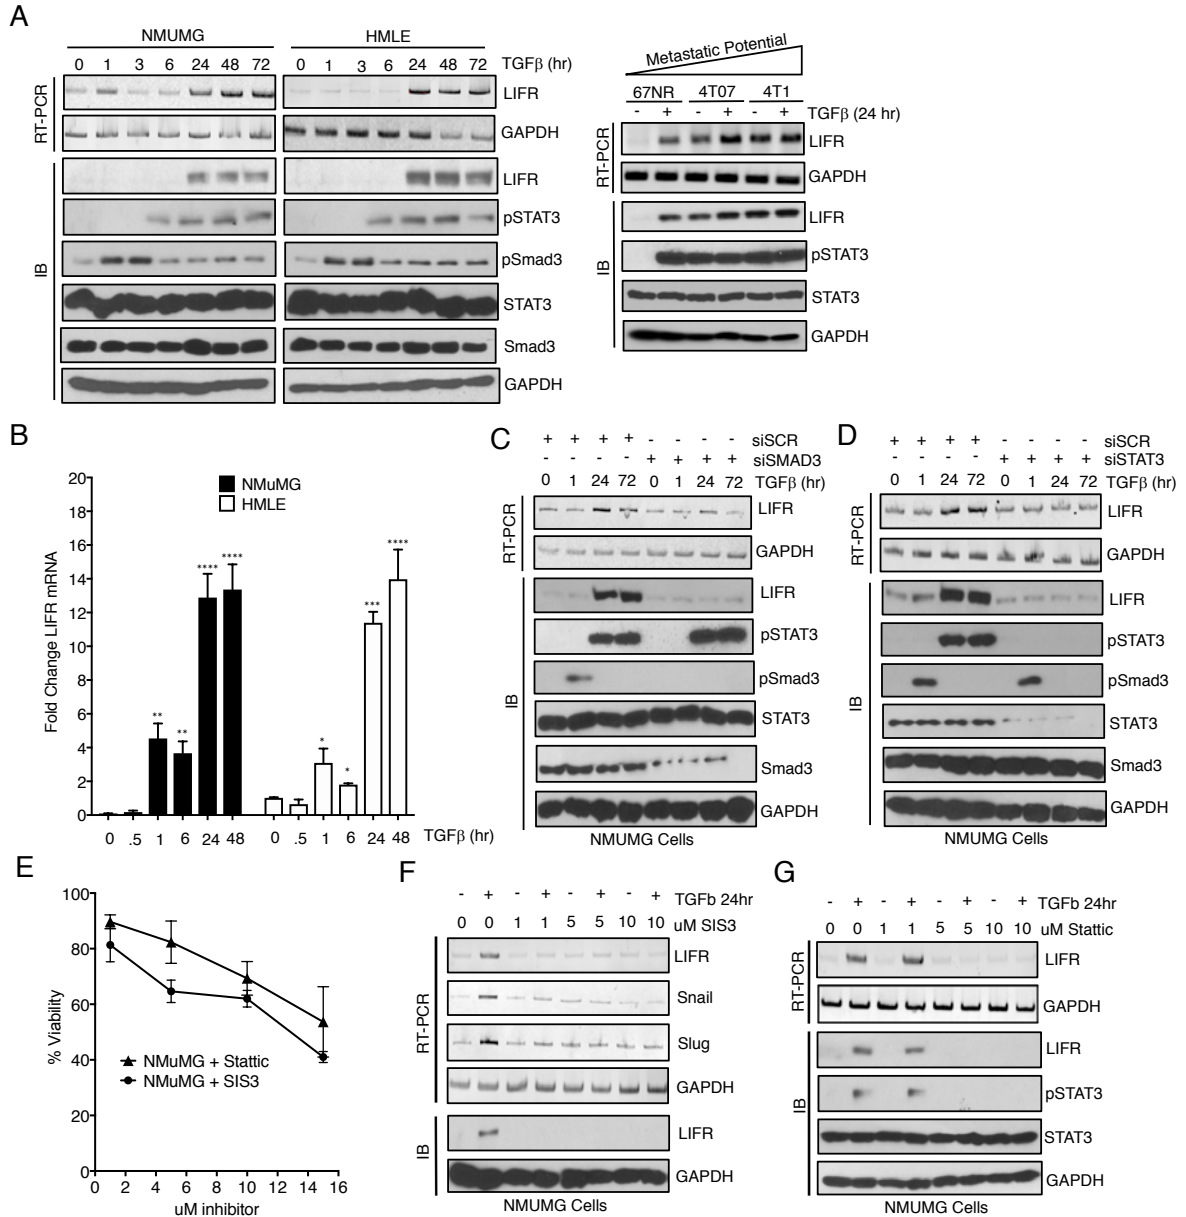 A
NMUMG
HMLE
0 1 3 6 24 48 72
0 1 3 6 24 48 72
TGFβ (hr)
RT-PCR
LIFR
GAPDH
IB
LIFR
pSTAT3
pSmad3
STAT3
Smad3
GAPDH
Metastatic Potential
67NR 4T07 4T1
- + - + - + TGFβ (24 hr)
RT-PCR
LIFR
GAPDH
IB
LIFR
pSTAT3
STAT3
GAPDH
B
Fold Change LIFR mRNA
20
18
16
14
12
10
8
6
4
2
0
NMuMG
HMLE
** ** **** **** * * *** ****
0 .5 1 6 24 48 0 .5 1 6 24 48 TGFβ (hr)
C
+ + + + - - - - siSCR
- - - - + + + + siSMAD3
0 1 24 72 0 1 24 72 TGFβ (hr)
RT-PCR
LIFR
GAPDH
IB
LIFR
pSTAT3
pSmad3
STAT3
Smad3
GAPDH
NMUMG Cells
D
+ + + + - - - - siSCR
- - - - + + + + siSTAT3
0 1 24 72 0 1 24 72 TGFβ (hr)
RT-PCR
LIFR
GAPDH
IB
LIFR
pSTAT3
pSmad3
STAT3
Smad3
GAPDH
NMUMG Cells
E
% Viability
100
80
60
40
20
0
NMuMG + Stattic
NMuMG + SIS3
0 2 4 6 8 10 12 14 16
uM inhibitor
F
- + - + - + - + TGFb 24hr
0 0 1 1 5 5 10 10 uM SIS3
RT-PCR
LIFR
Snail
Slug
GAPDH
IB
LIFR
GAPDH
NMUMG Cells
G
- + - + - + - + TGFb 24hr
0 0 1 1 5 5 10 10 uM Stattic
RT-PCR
LIFR
GAPDH
IB
LIFR
pSTAT3
STAT3
GAPDH
NMUMG Cells